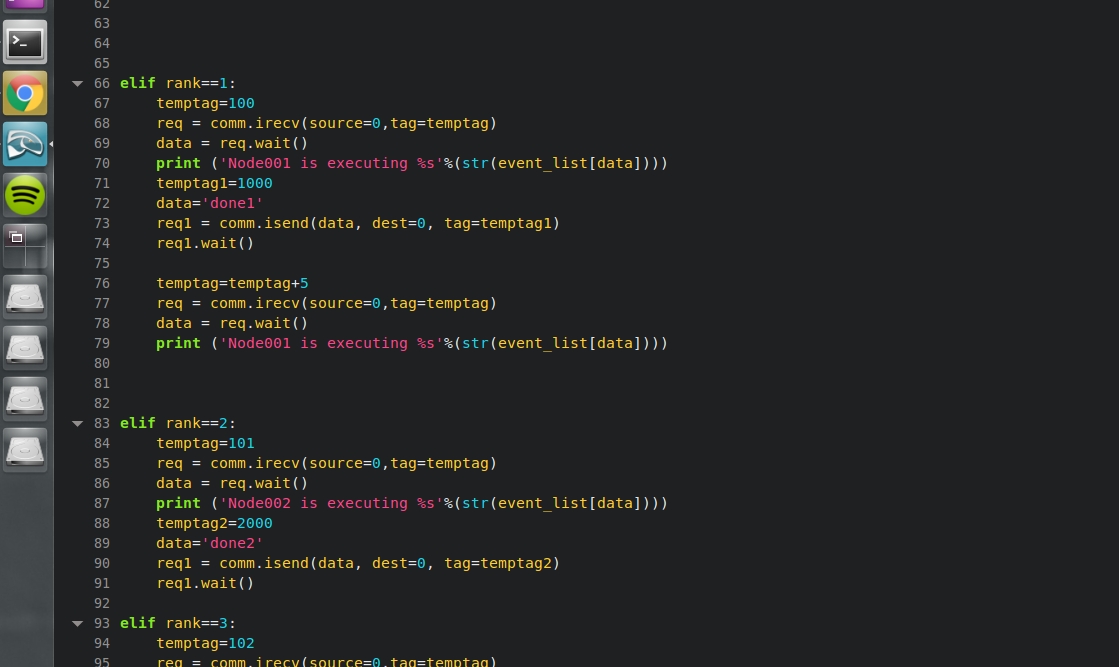 62
63
64
65
66 elif rank==1:
67 temptag=100
68 req = comm.irecv(source=0,tag=temptag)
69 data = req.wait()
70 print ('Node001 is executing %s'%(str(event_list[data])))
71 temptag1=1000
72 data='done1'
73 req1 = comm.isend(data, dest=0, tag=temptag1)
74 req1.wait()
75
76 temptag=temptag+5
77 req = comm.irecv(source=0,tag=temptag)
78 data = req.wait()
79 print ('Node001 is executing %s'%(str(event_list[data])))
80
81
82
83 elif rank==2:
84 temptag=101
85 req = comm.irecv(source=0,tag=temptag)
86 data = req.wait()
87 print ('Node002 is executing %s'%(str(event_list[data])))
88 temptag2=2000
89 data='done2'
90 req1 = comm.isend(data, dest=0, tag=temptag2)
91 req1.wait()
92
93 elif rank==3:
94 temptag=102
95 req = comm.irecv(source=0,tag=temptag)